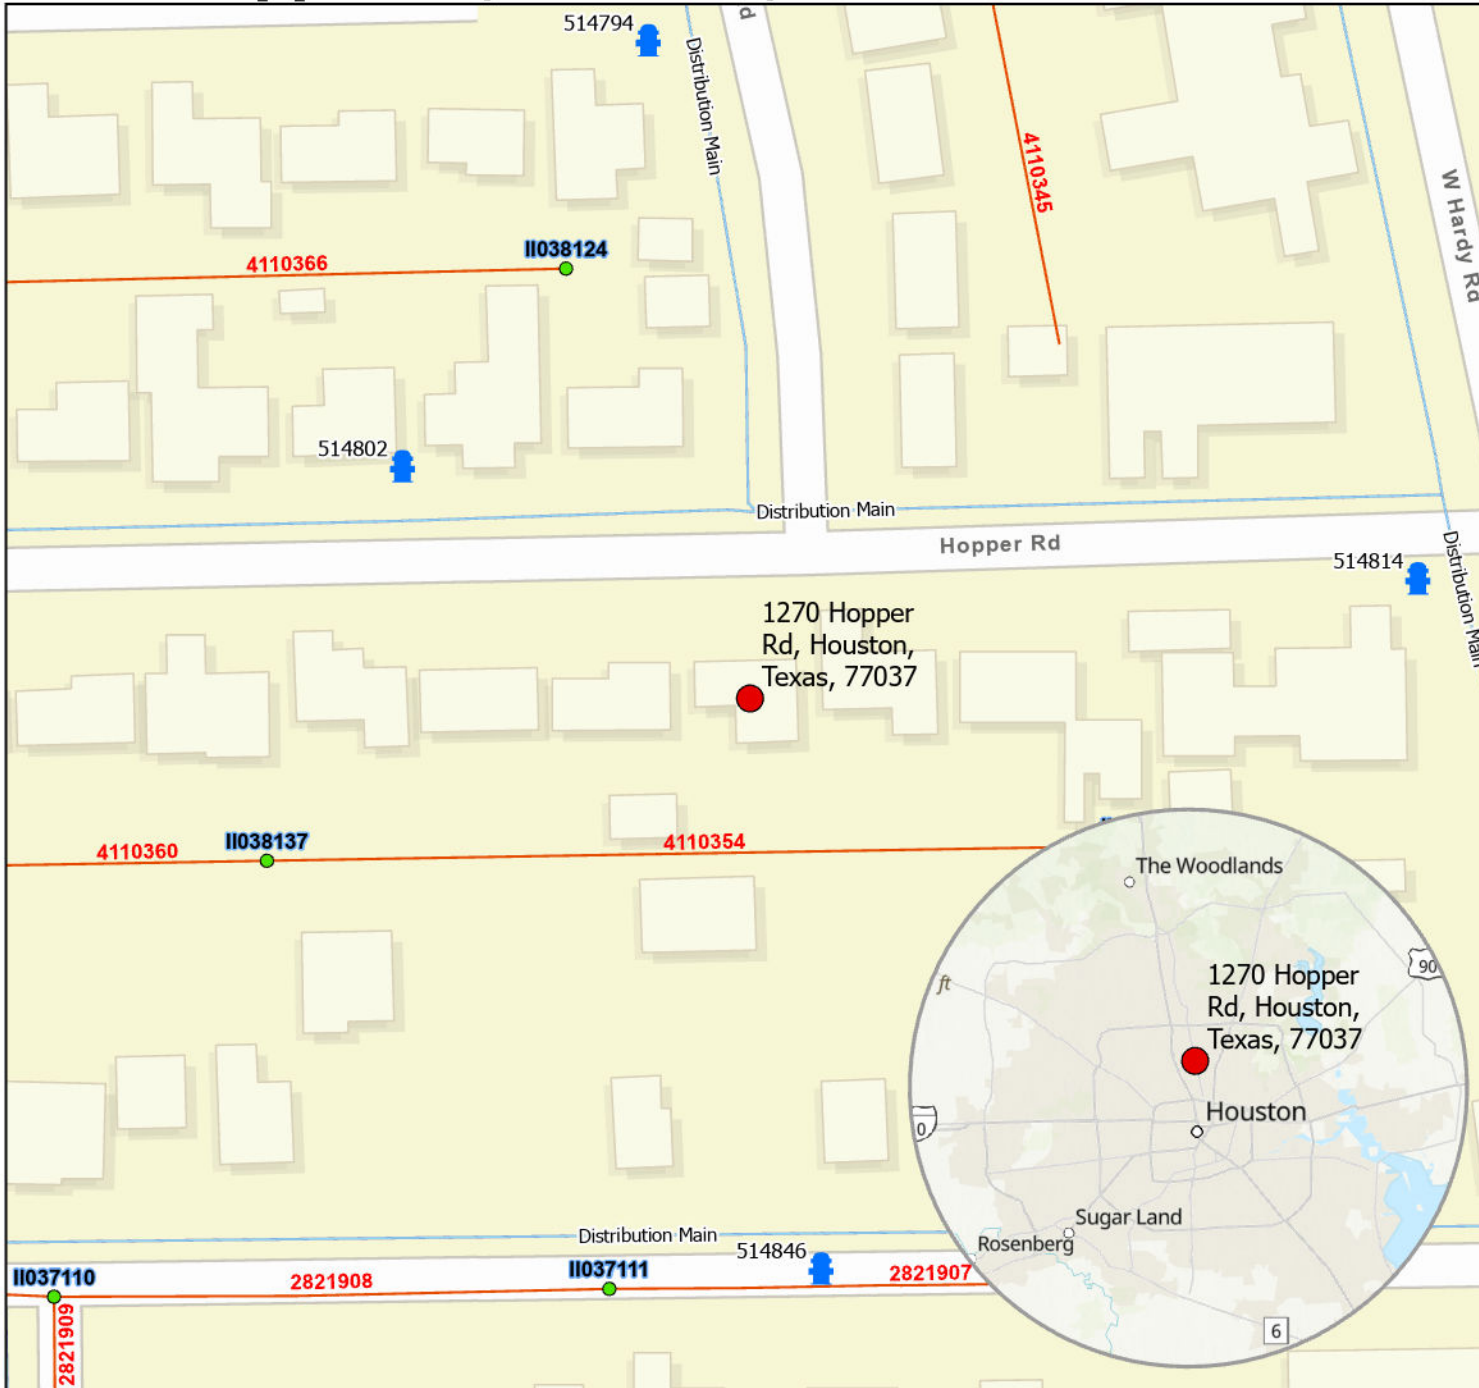 514794
d
Distribution Main
4110345
W Hardy Rd
II038124
4110366
514802
Distribution Main
Hopper Rd
514814
Distribution Main
1270 Hopper
Rd, Houston,
Texas, 77037
II038137
4110360
4110354
The Woodlands
90
ft
1270 Hopper
Rd, Houston,
Texas, 77037
0
Houston
Sugar Land
Rosenberg
6
Distribution Main
514846
II037110
2821908
II037111
2821907
2821909